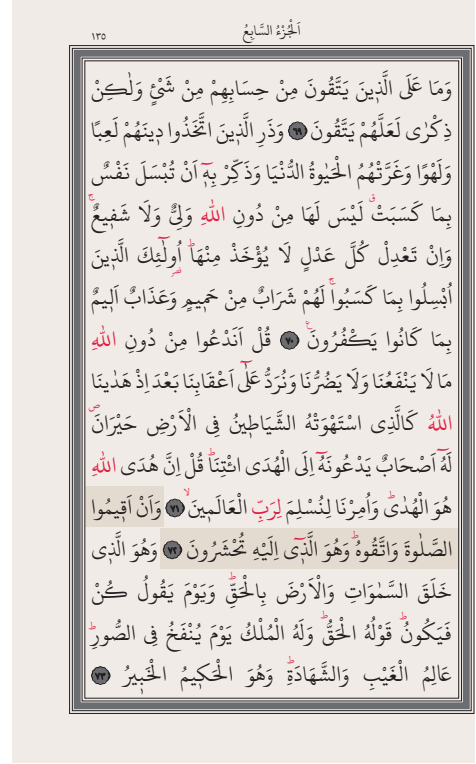 اَلْجُزْءُ السَّابِعُ
١٣٥
وَمَا عَلَى الَّذٖينَ يَتَّقُونَ مِنْ حِسَابِهِمْ مِنْ شَيْءٍ وَلٰكِنْ
ذِكْرٰى لَعَلَّهُمْ يَتَّقُونَ ﴿٦٩﴾ وَذَرِ الَّذٖينَ اتَّخَذُوا دٖينَهُمْ لَعِبًا
وَلَهْوًا وَغَرَّتْهُمُ الْحَيٰوةُ الدُّنْيَا وَذَكِّرْ بِهٖٓ اَنْ تُبْسَلَ نَفْسٌ
بِمَا كَسَبَتْۗ لَيْسَ لَهَا مِنْ دُونِ اللّٰهِ وَلِيٌّ وَلَا شَفٖيعٌۚ
وَاِنْ تَعْدِلْ كُلَّ عَدْلٍ لَا يُؤْخَذْ مِنْهَاۜ اُولٰٓئِكَ الَّذٖينَ
اُبْسِلُوا بِمَا كَسَبُواۚ لَهُمْ شَرَابٌ مِنْ حَمٖيمٍ وَعَذَابٌ اَلٖيمٌ
بِمَا كَانُوا يَكْفُرُونَ۟ ﴿٧٠﴾ قُلْ اَنَدْعُوا مِنْ دُونِ اللّٰهِ
مَا لَا يَنْفَعُنَا وَلَا يَضُرُّنَا وَنُرَدُّ عَلٰٓى اَعْقَابِنَا بَعْدَ اِذْ هَدٰينَا
اللّٰهُ كَالَّذِى اسْتَهْوَتْهُ الشَّيَاطٖينُ فِى الْاَرْضِ حَيْرَانَۖ
لَهُٓ اَصْحَابٌ يَدْعُونَهُٓ اِلَى الْهُدَى ائْتِنَاۜ قُلْ اِنَّ هُدَى اللّٰهِ
هُوَ الْهُدٰىۜ وَاُمِرْنَا لِنُسْلِمَ لِرَبِّ الْعَالَمٖينَۙ ﴿٧١﴾ وَاَنْ اَقٖيمُوا
الصَّلٰوةَ وَاتَّقُوهُۜ وَهُوَ الَّذٖٓى اِلَيْهِ تُحْشَرُونَ ﴿٧٢﴾ وَهُوَ الَّذٖى
خَلَقَ السَّمٰوَاتِ وَالْاَرْضَ بِالْحَقِّۜ وَيَوْمَ يَقُولُ كُنْ
فَيَكُونُۜ قَوْلُهُ الْحَقُّۜ وَلَهُ الْمُلْكُ يَوْمَ يُنْفَخُ فِى الصُّورِۜ
عَالِمُ الْغَيْبِ وَالشَّهَادَةِۜ وَهُوَ الْحَكٖيمُ الْخَبٖيرُ ﴿٧٣﴾